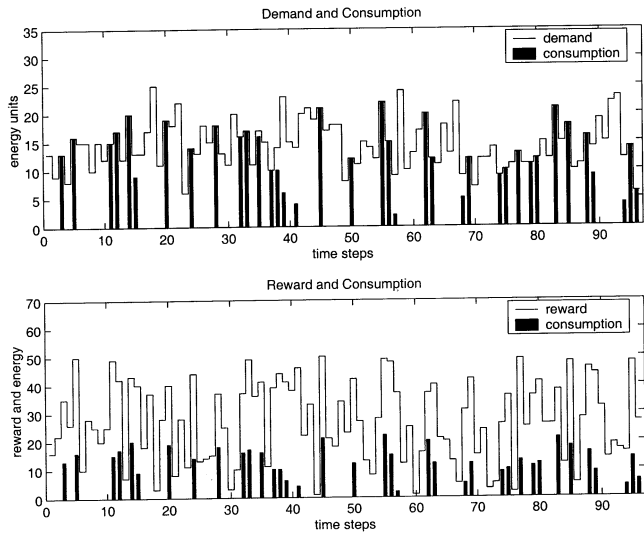 Demand and Consumption
35
30
25
20
15
10
5
0
energy units
demand
consumption
0 10 20 30 40 50 60 70 80 90
time steps
Reward and Consumption
70
60
50
40
30
20
10
0
reward and energy
reward
consumption
0 10 20 30 40 50 60 70 80 90
time steps